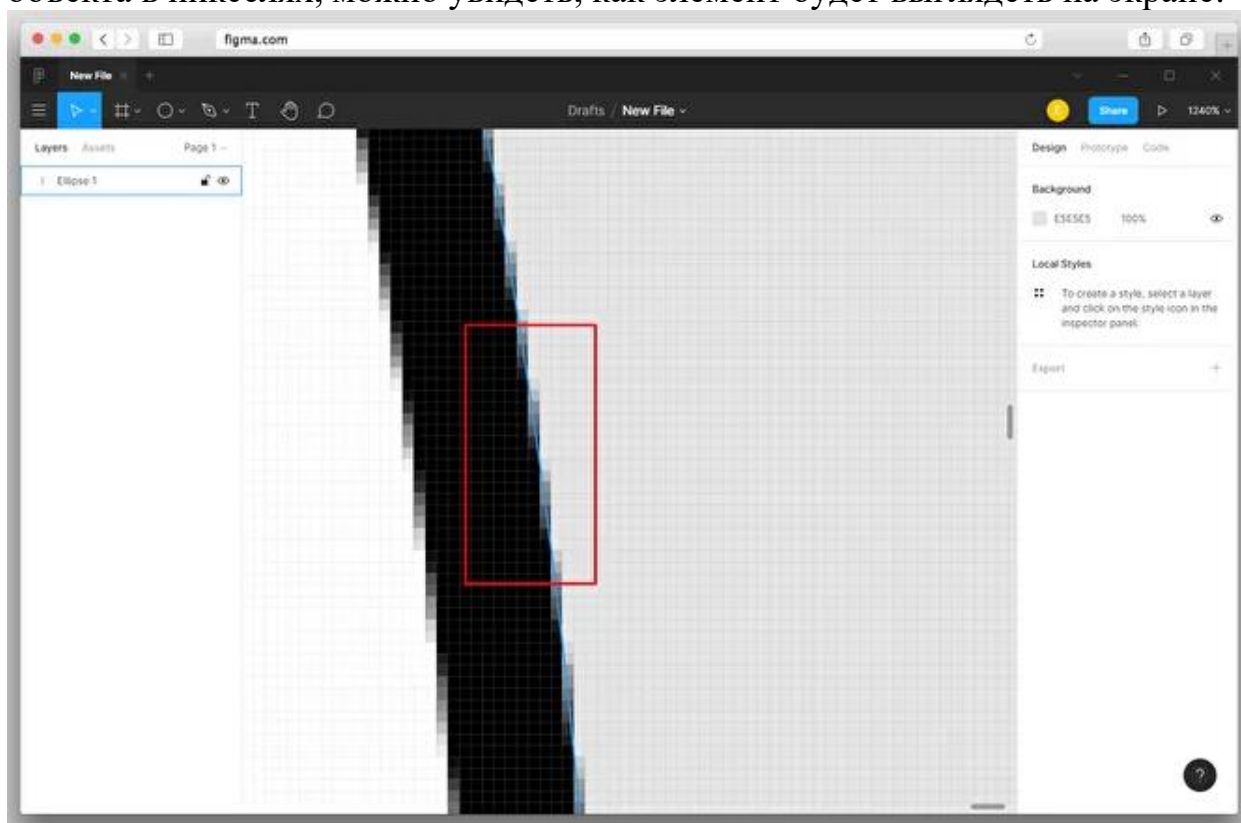 объекта в пикселях, можно увидеть, как элемент будет выглядеть на экране.
figma.com
New File
Drafts / New File
Share
1240%
Layers Assets Page 1
Design Prototype Code
Ellipse 1
Background
E5E5E5 100%
Local Styles
To create a style, select a layer
and click on the style icon in the
inspector panel.
Export
?